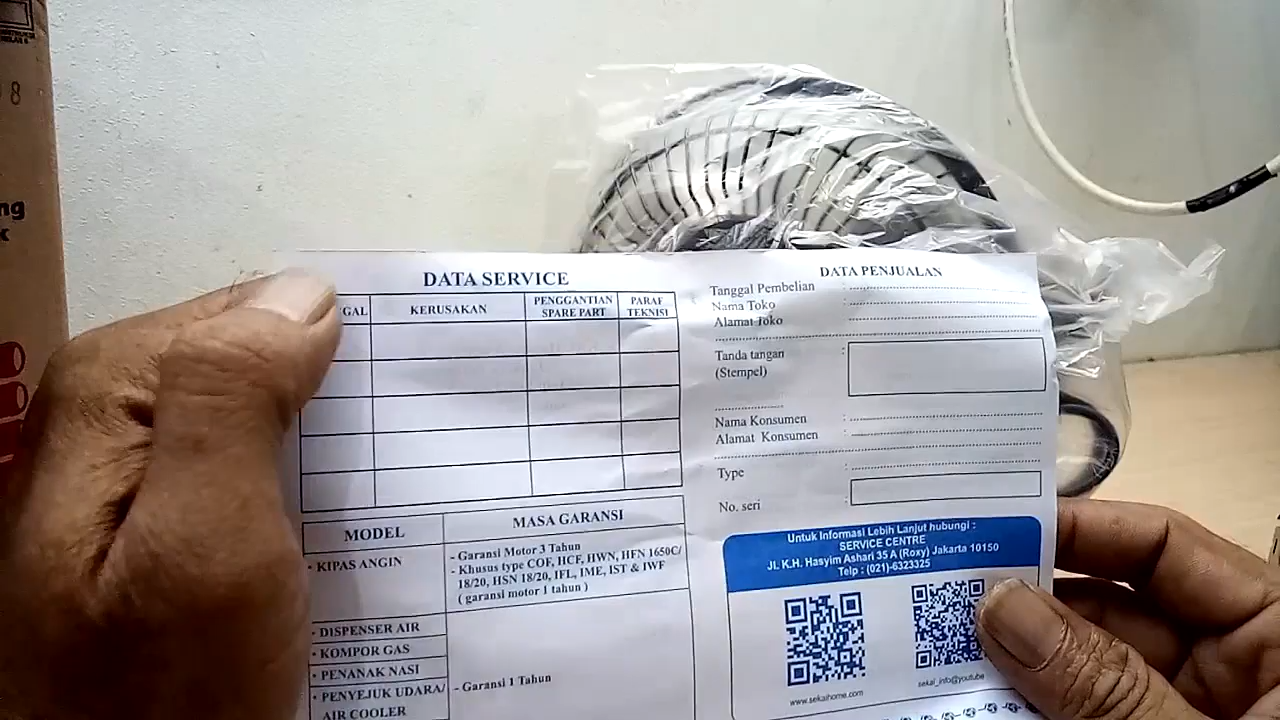 8
ng
k
DATA SERVICE
GAL
KERUSAKAN
PENGGANTIAN
SPARE PART
PARAF
TEKNISI
MODEL
MASA GARANSI
· KIPAS ANGIN
- Garansi Motor 3 Tahun
- Khusus type COF, HCF, HWN, HFN 1650C/
18/20, HSN 18/20, IFL, IME, IST & IWF
( garansi motor 1 tahun )
· DISPENSER AIR
· KOMPOR GAS
· PENANAK NASI
· PENYEJUK UDARA/
AIR COOLER
- Garansi 1 Tahun
DATA PENJUALAN
Tanggal Pembelian :
Nama Toko :
Alamat Toko :
Tanda tangan :
(Stempel)
Nama Konsumen :
Alamat Konsumen :
Type :
No. seri :
Untuk Informasi Lebih Lanjut hubungi :
SERVICE CENTRE
Jl. K.H. Hasyim Ashari 35 A (Roxy) Jakarta 10150
Telp : (021)-6323325
www.sekaihome.com
sekai_info@youtube